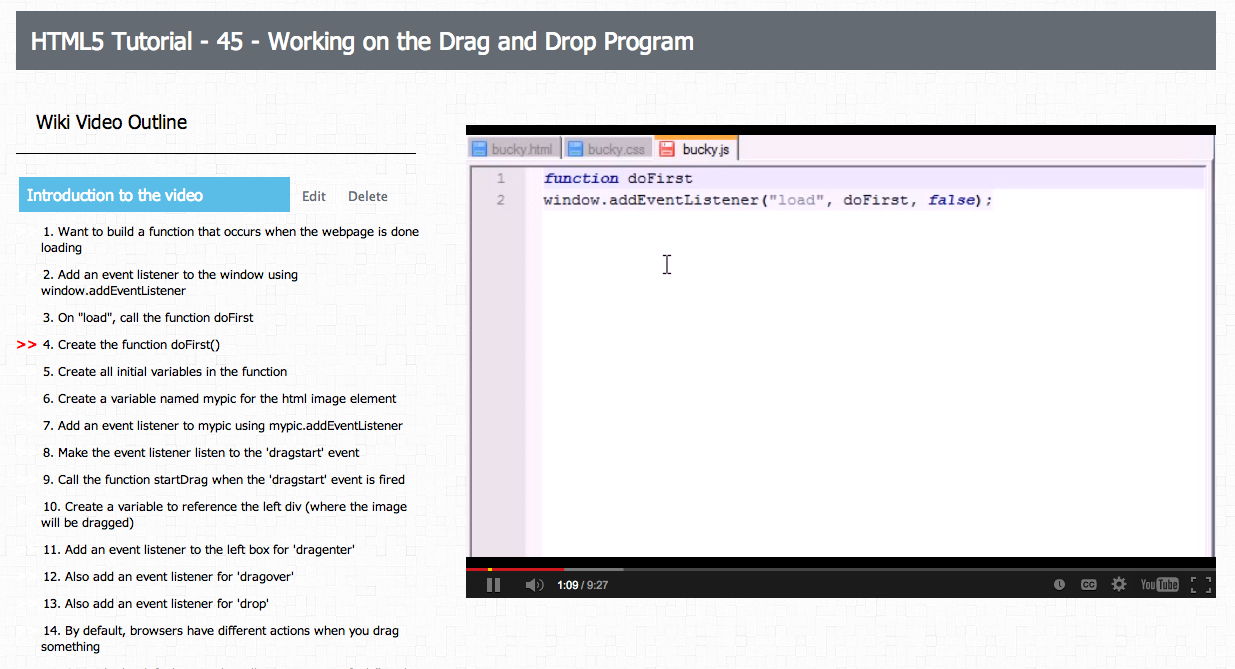 HTML5 Tutorial - 45 - Working on the Drag and Drop Program
Wiki Video Outline
Introduction to the video Edit Delete
1. Want to build a function that occurs when the webpage is done
loading
2. Add an event listener to the window using
window.addEventListener
3. On "load", call the function doFirst
>> 4. Create the function doFirst()
5. Create all initial variables in the function
6. Create a variable named mypic for the html image element
7. Add an event listener to mypic using mypic.addEventListener
8. Make the event listener listen to the 'dragstart' event
9. Call the function startDrag when the 'dragstart' event is fired
10. Create a variable to reference the left div (where the image
will be dragged)
11. Add an event listener to the left box for 'dragenter'
12. Also add an event listener for 'dragover'
13. Also add an event listener for 'drop'
14. By default, browsers have different actions when you drag
something
bucky.html bucky.css bucky.js
1 function doFirst
2 window.addEventListener("load", doFirst, false);
1:09 / 9:27 CC YouTube